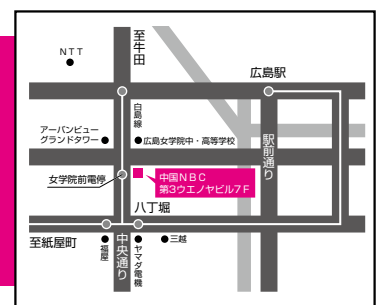 NTT
至牛田
広島駅
白島線
アーバンビュー
グランドタワー
広島女学院中・高等学校
駅前通り
女学院前電停
中国NBC
第3ウエノヤビル7F
八丁堀
至紙屋町
福屋
中央通り
ヤマダ電機
三越